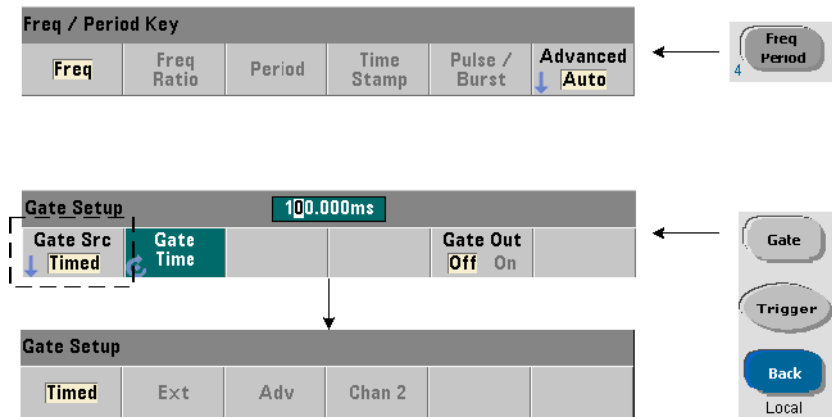 Freq / Period Key
Freq
Freq
Ratio
Period
Time
Stamp
Pulse /
Burst
Advanced
Auto
Freq
Period
4
Gate Setup
100.000ms
Gate Src
Timed
Gate
Time
Gate Out
Off On
Gate
Trigger
Back
Local
Gate Setup
Timed
Ext
Adv
Chan 2